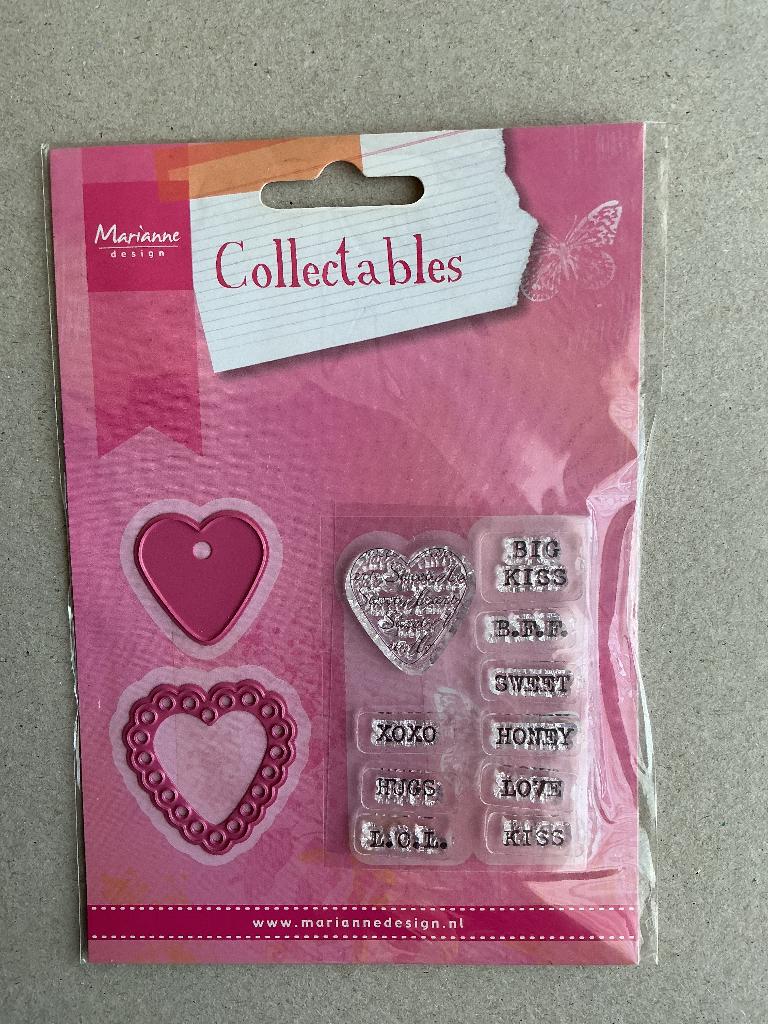 Marianne
design
Collectables
BIG
KISS
B.F.F.
SWEET
XOXO
HONEY
HUGS
LOVE
L.O.L.
KISS
www.mariannedesign.nl